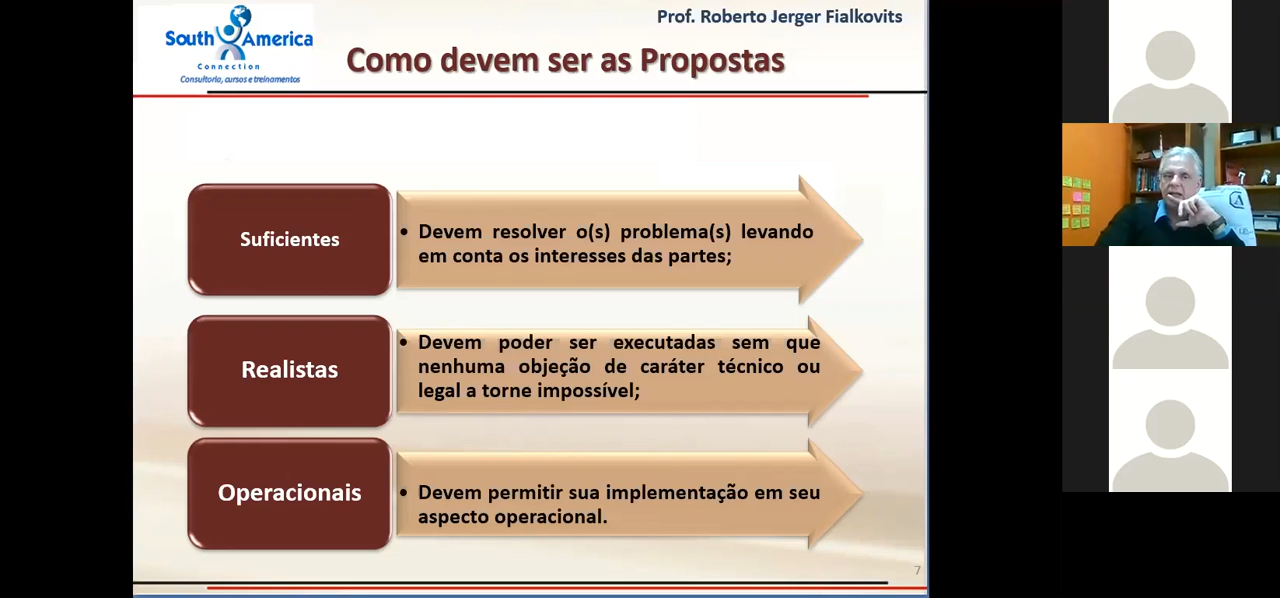 Prof. Roberto Jerger Fialkovits
South America
Connection
Consultoria, cursos e treinamentos
Como devem ser as Propostas
Suficientes
• Devem resolver o(s) problema(s) levando
em conta os interesses das partes;
Realistas
• Devem poder ser executadas sem que
nenhuma objeção de caráter técnico ou
legal a torne impossível;
Operacionais
• Devem permitir sua implementação em seu
aspecto operacional.
7